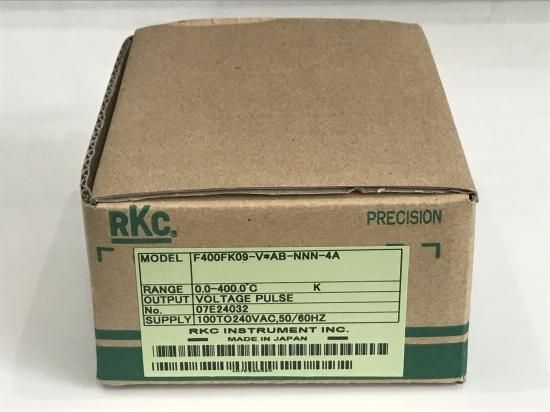 RKC®
PRECISION
MODEL F400FK09-V*AB-NNN-4A
RANGE 0.0-400.0°C K
OUTPUT VOLTAGE PULSE
No. 07E24032
SUPPLY 100TO240VAC,50/60HZ
RKC INSTRUMENT INC.
MADE IN JAPAN